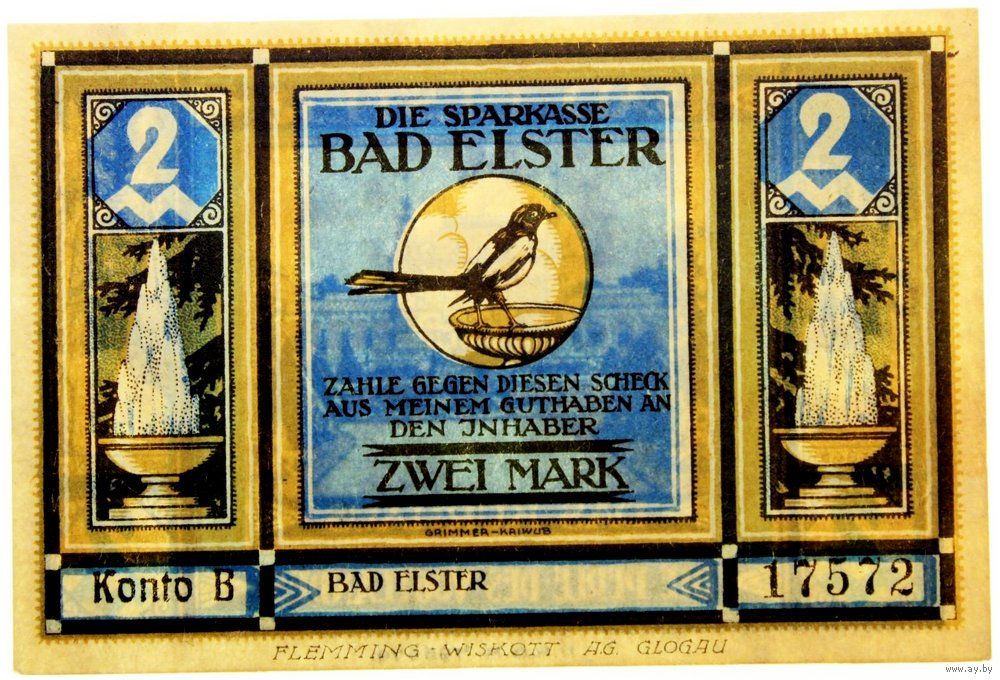 2
2
DIE SPARKASSE
BAD ELSTER
ZAHLE GEGEN DIESEN SCHECK
AUS MEINEM GUTHABEN AN
DEN INHABER
ZWEI MARK
GRIMMER-KRIWUB
Konto B
BAD ELSTER
17572
FLEMMING-WISKOTT AG. GLOGAU
www.ay.by